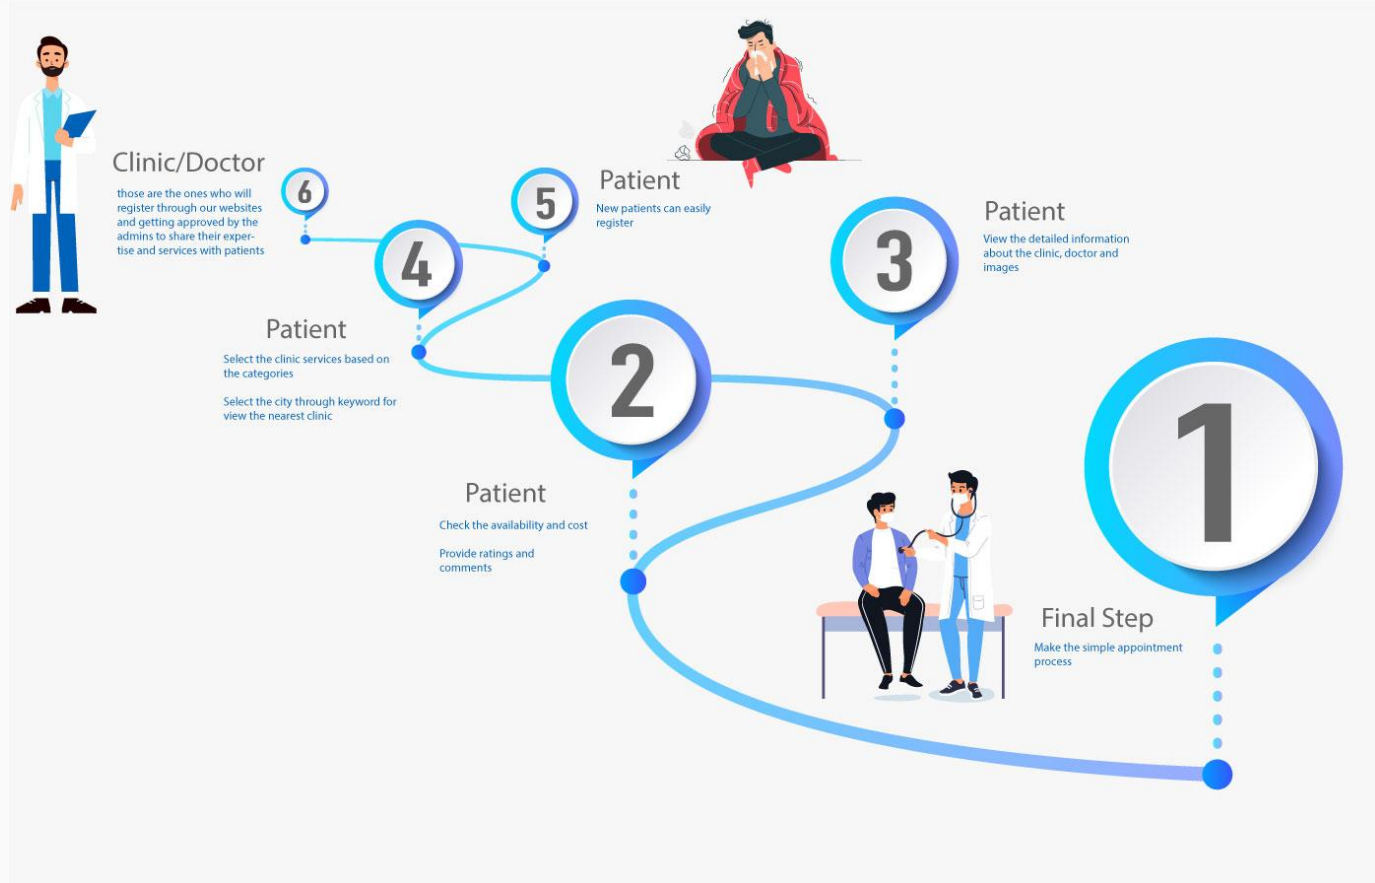 Clinic/Doctor
those are the ones who will
register through our websites
and getting approved by the
admins to share their exper-
tise and services with patients
6
5
Patient
New patients can easily
register
4
Patient
Select the clinic services based on
the categories
Select the city through keyword for
view the nearest clinic
3
Patient
View the detailed information
about the clinic, doctor and
images
2
Patient
Check the availability and cost
Provide ratings and
comments
1
Final Step
Make the simple appointment
process